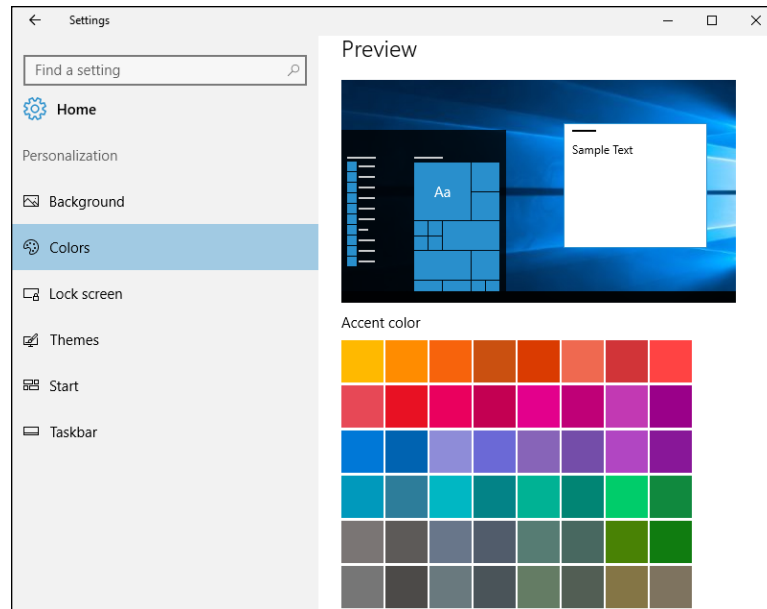 Settings
Find a setting
Home
Personalization
Background
Colors
Lock screen
Themes
Start
Taskbar
Preview
Aa
Sample Text
Accent color